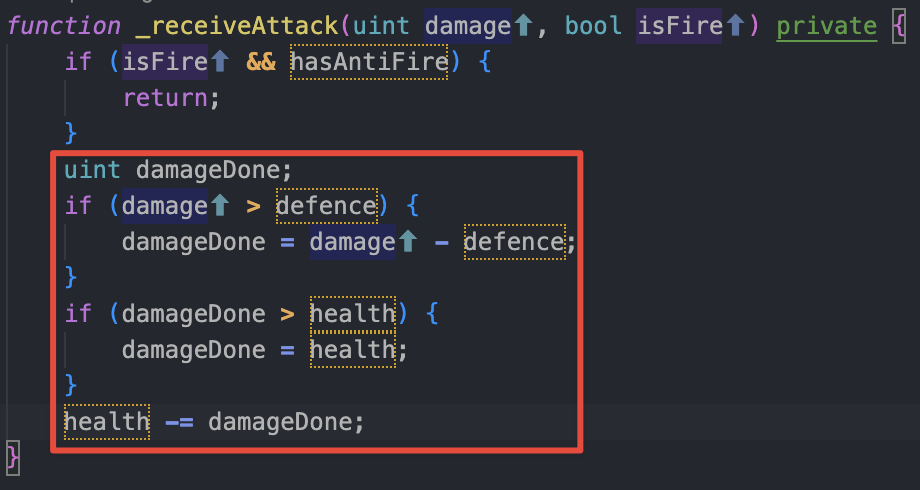 function _receiveAttack(uint damage↑, bool isFire↑) private {
if (isFire↑ && hasAntiFire) {
return;
}
uint damageDone;
if (damage↑ > defence) {
damageDone = damage↑ - defence;
}
if (damageDone > health) {
damageDone = health;
}
health -= damageDone;
}